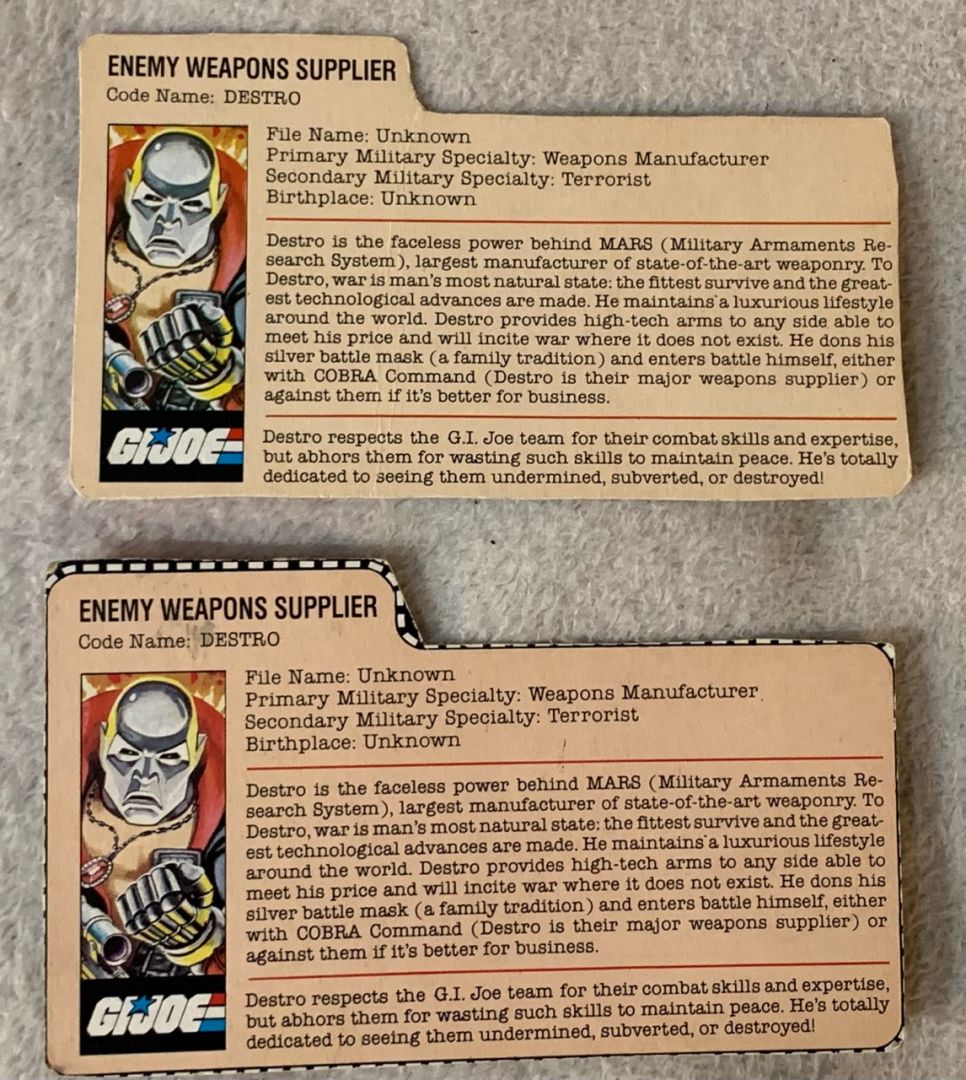 ENEMY WEAPONS SUPPLIER
Code Name: DESTRO
File Name: Unknown
Primary Military Specialty: Weapons Manufacturer
Secondary Military Specialty: Terrorist
Birthplace: Unknown
Destro is the faceless power behind MARS (Military Armaments Re-
search System), largest manufacturer of state-of-the-art weaponry. To
Destro, war is man's most natural state: the fittest survive and the great-
est technological advances are made. He maintains a luxurious lifestyle
around the world. Destro provides high-tech arms to any side able to
meet his price and will incite war where it does not exist. He dons his
silver battle mask (a family tradition) and enters battle himself, either
with COBRA Command (Destro is their major weapons supplier) or
against them if it's better for business.
GI JOE
Destro respects the G.I. Joe team for their combat skills and expertise,
but abhors them for wasting such skills to maintain peace. He's totally
dedicated to seeing them undermined, subverted, or destroyed!
ENEMY WEAPONS SUPPLIER
Code Name: DESTRO
File Name: Unknown
Primary Military Specialty: Weapons Manufacturer
Secondary Military Specialty: Terrorist
Birthplace: Unknown
Destro is the faceless power behind MARS (Military Armaments Re-
search System), largest manufacturer of state-of-the-art weaponry. To
Destro, war is man's most natural state: the fittest survive and the great-
est technological advances are made. He maintains a luxurious lifestyle
around the world. Destro provides high-tech arms to any side able to
meet his price and will incite war where it does not exist. He dons his
silver battle mask (a family tradition) and enters battle himself, either
with COBRA Command (Destro is their major weapons supplier) or
against them if it's better for business.
GI JOE
Destro respects the G.I. Joe team for their combat skills and expertise,
but abhors them for wasting such skills to maintain peace. He's totally
dedicated to seeing them undermined, subverted, or destroyed!